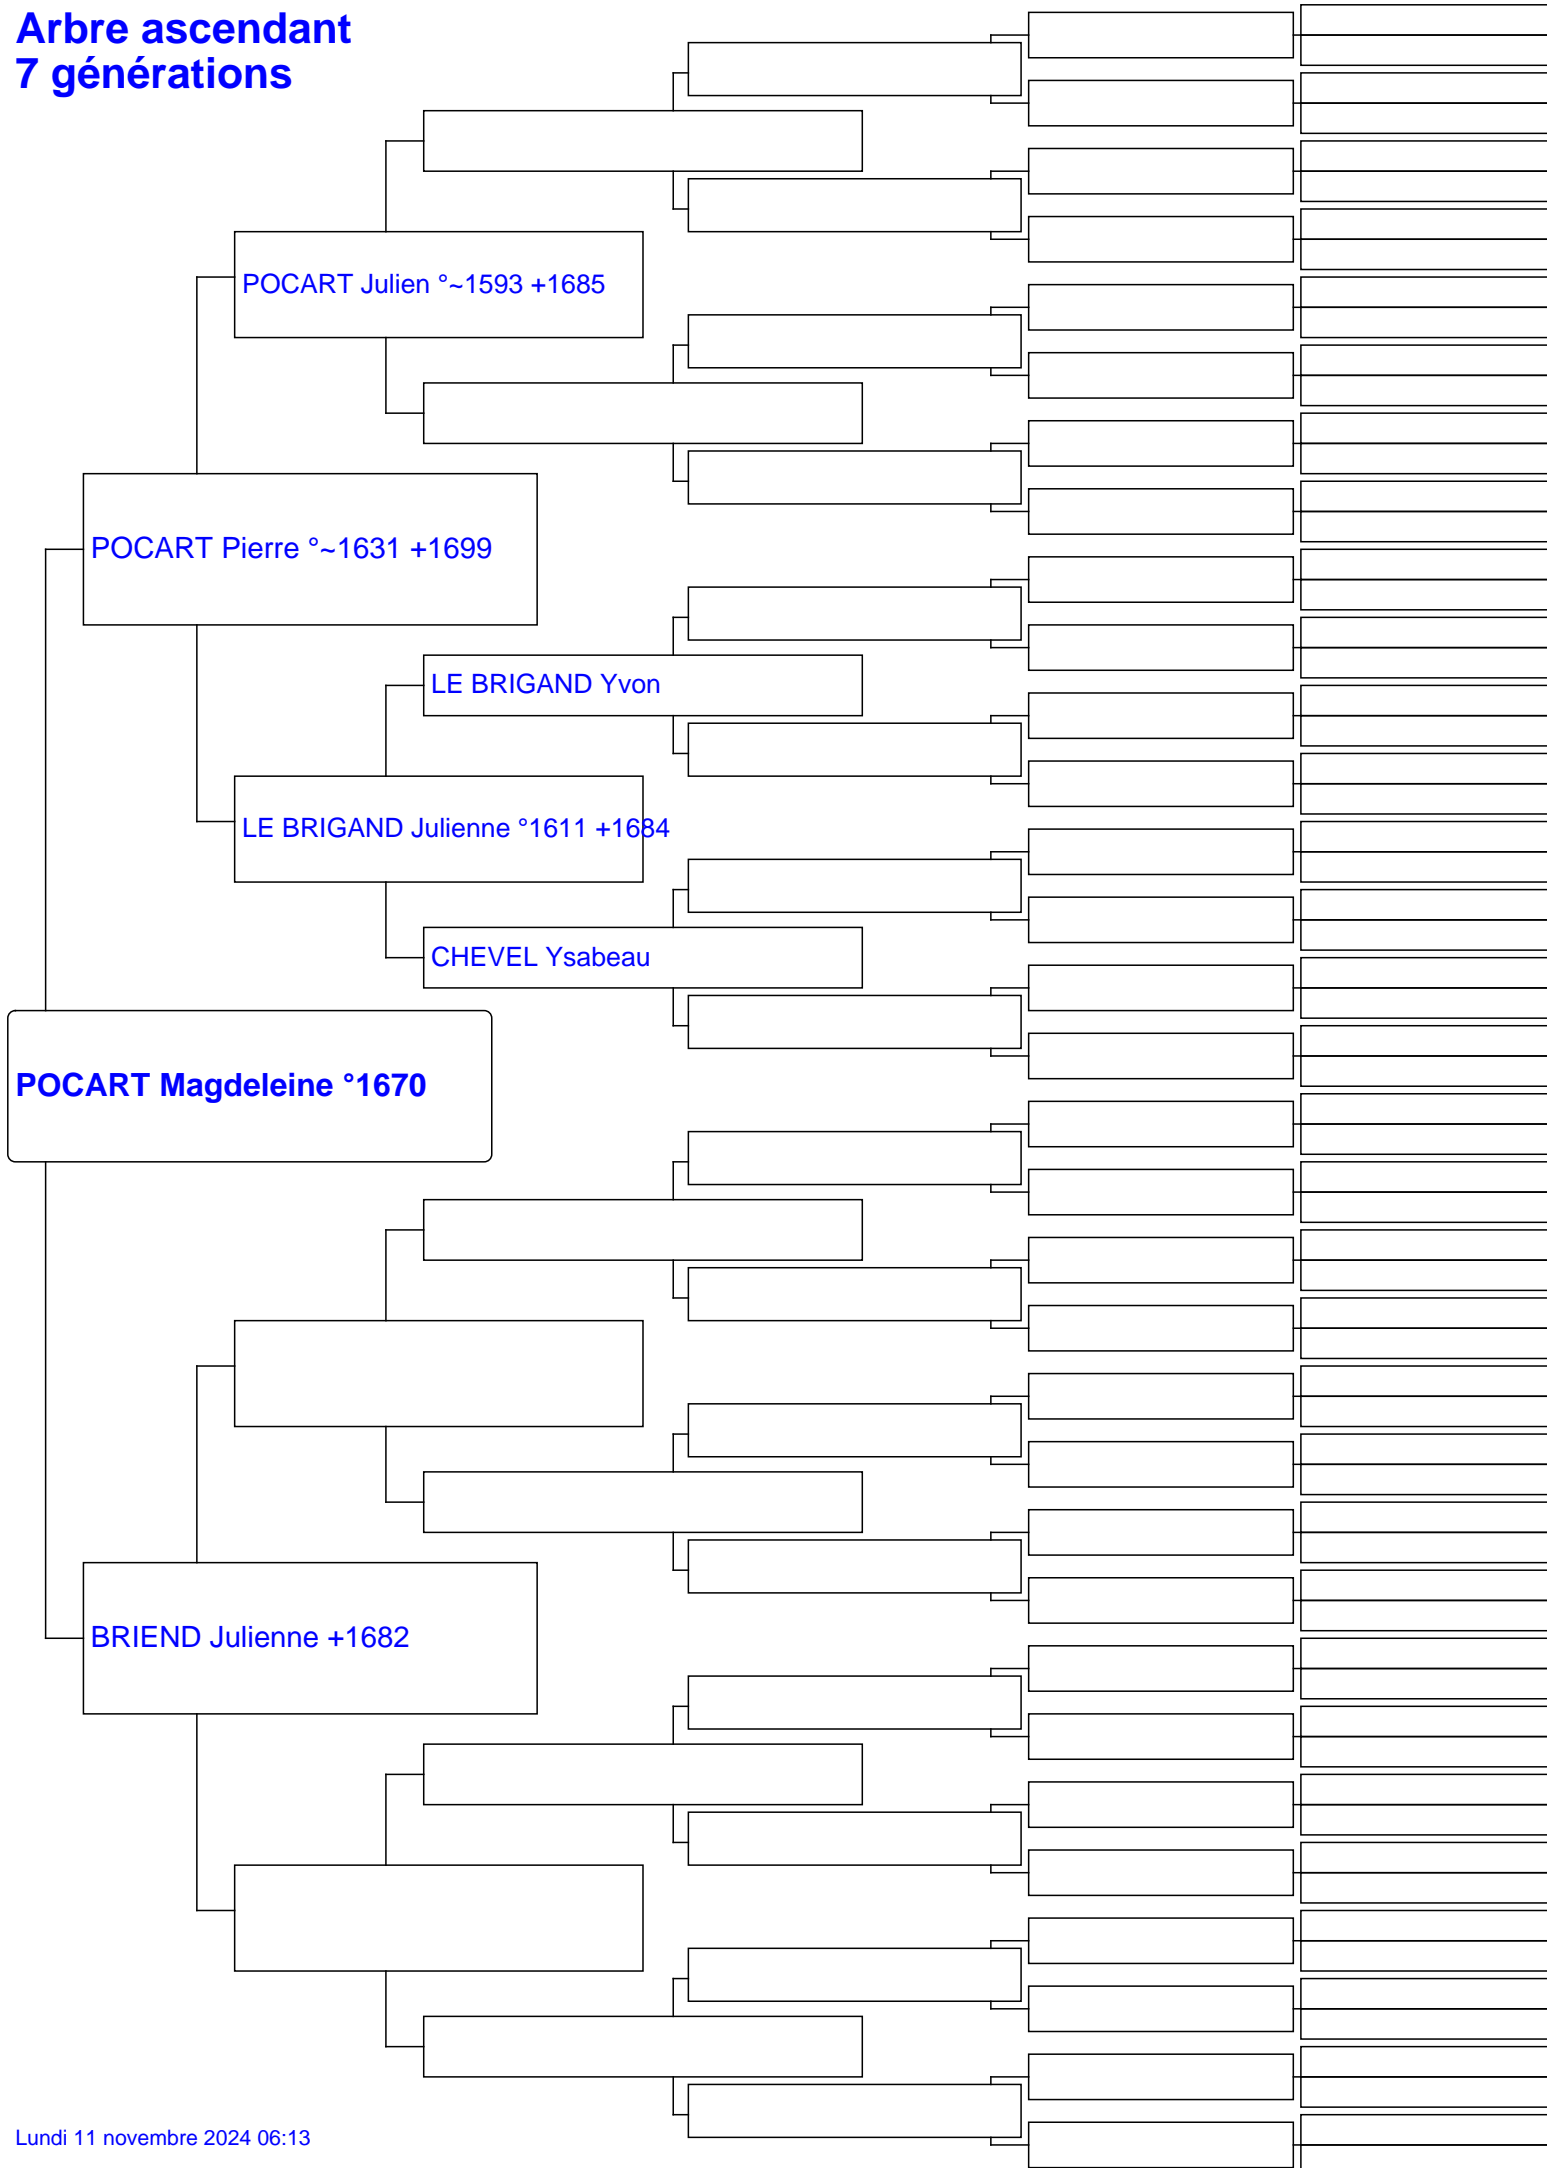 Arbre ascendant
7 générations
POCART Julien °~1593 +1685
POCART Pierre °~1631 +1699
LE BRIGAND Yvon
LE BRIGAND Julienne °1611 +1684
CHEVEL Ysabeau
POCART Magdeleine °1670
BRIEND Julienne +1682
Lundi 11 novembre 2024 06:13